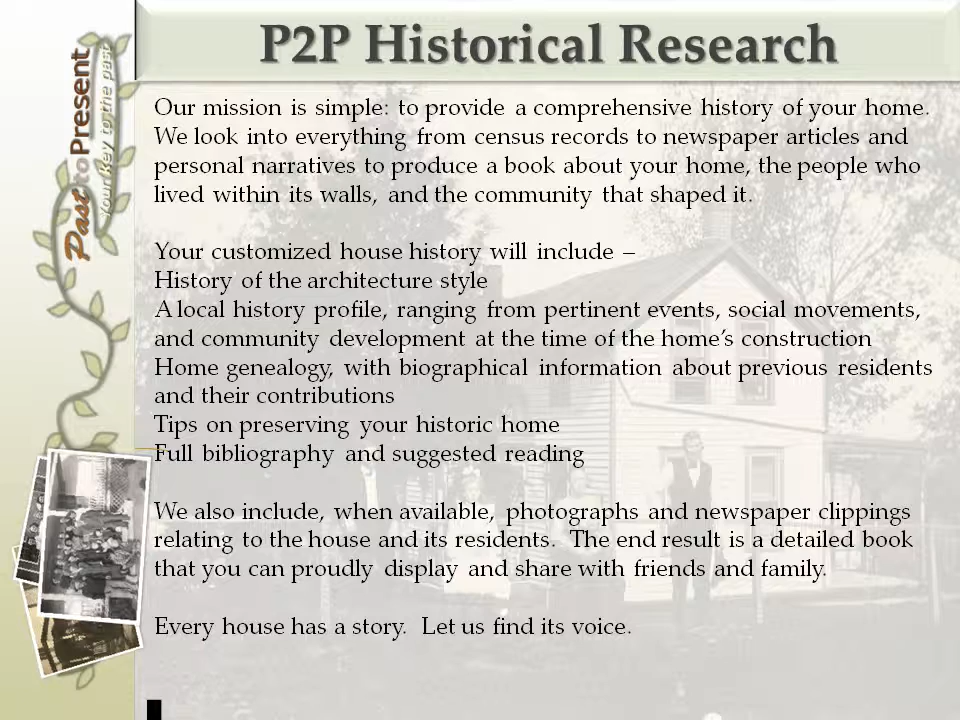 P2P Historical Research
Past to Present
Your key to the past
Our mission is simple: to provide a comprehensive history of your home.
We look into everything from census records to newspaper articles and
personal narratives to produce a book about your home, the people who
lived within its walls, and the community that shaped it.
Your customized house history will include –
History of the architecture style
A local history profile, ranging from pertinent events, social movements,
and community development at the time of the home’s construction
Home genealogy, with biographical information about previous residents
and their contributions
Tips on preserving your historic home
Full bibliography and suggested reading
We also include, when available, photographs and newspaper clippings
relating to the house and its residents. The end result is a detailed book
that you can proudly display and share with friends and family.
Every house has a story. Let us find its voice.